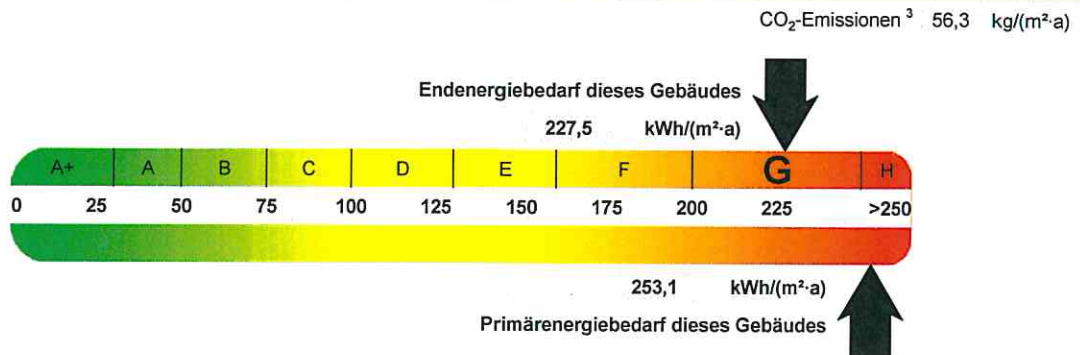 CO₂-Emissionen ³ 56,3 kg/(m²·a)
Endenergiebedarf dieses Gebäudes
227,5 kWh/(m²·a)
A+ A B C D E F G H
0 25 50 75 100 125 150 175 200 225 >250
253,1 kWh/(m²·a)
Primärenergiebedarf dieses Gebäudes